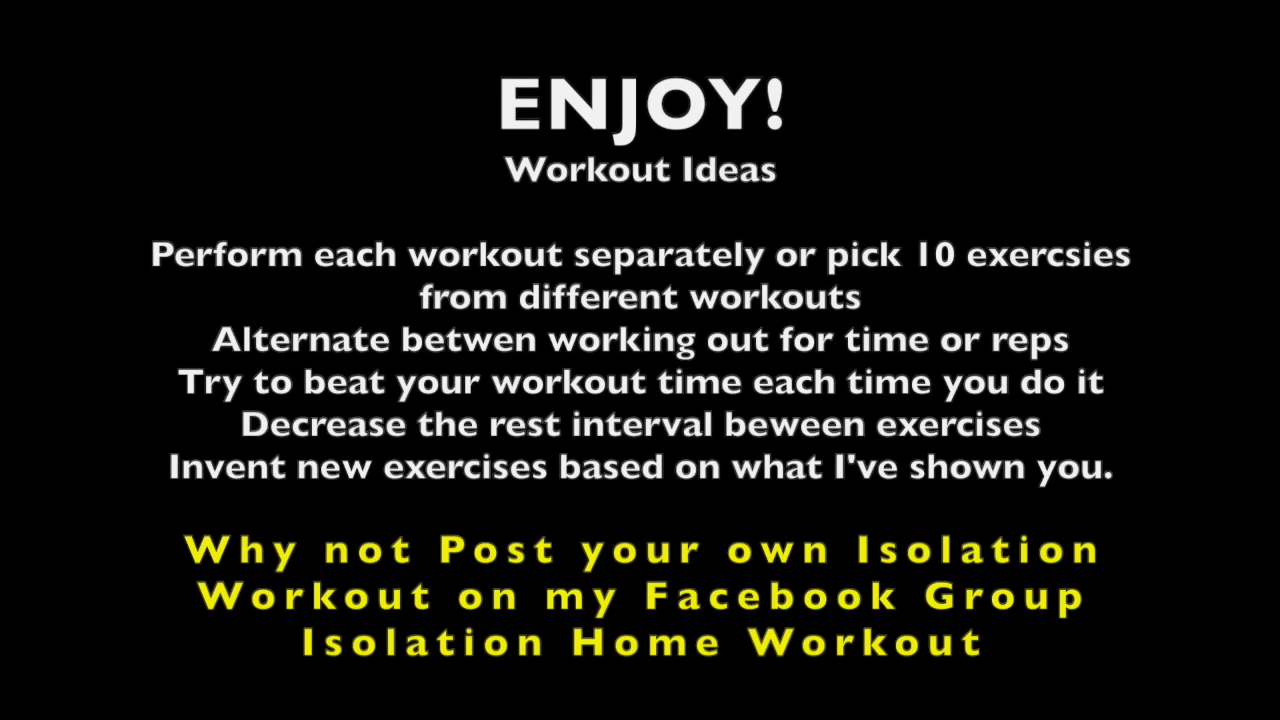 ENJOY!
Workout Ideas
Perform each workout separately or pick 10 exercsies
from different workouts
Alternate betwen working out for time or reps
Try to beat your workout time each time you do it
Decrease the rest interval beween exercises
Invent new exercises based on what I've shown you.
Why not Post your own Isolation
Workout on my Facebook Group
Isolation Home Workout